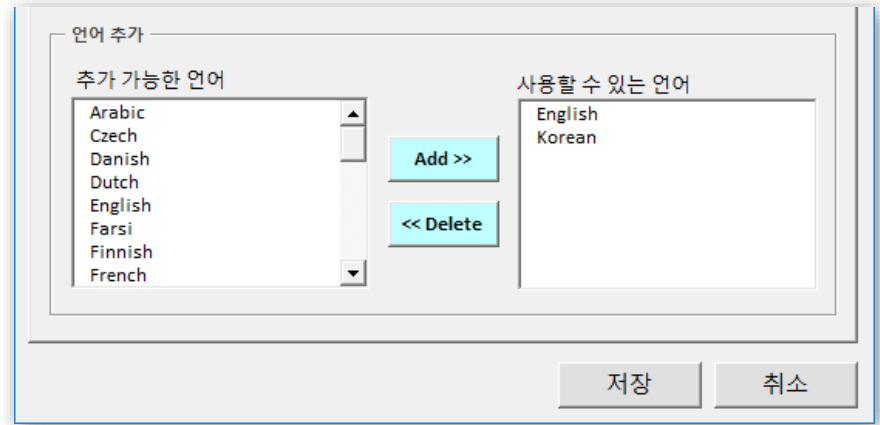 언어 추가
추가 가능한 언어
Arabic
Czech
Danish
Dutch
English
Farsi
Finnish
French
Add >>
<< Delete
사용할 수 있는 언어
English
Korean
저장
취소